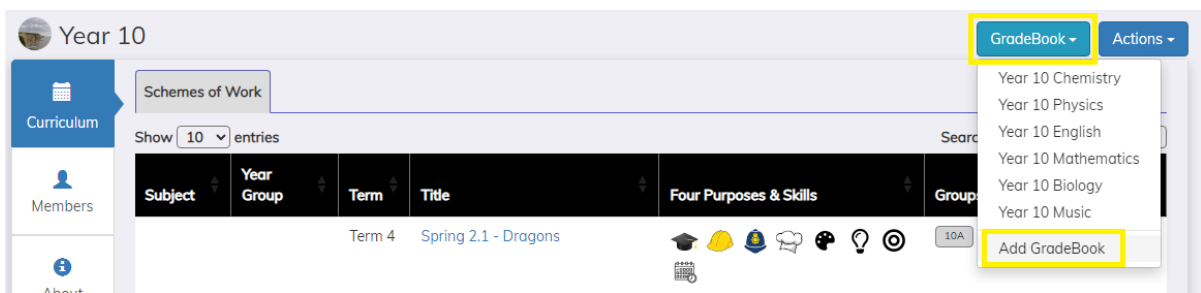 Year 10
GradeBook
Actions
Curriculum
Members
Schemes of Work
Show 10 entries
Subject
Year Group
Term
Title
Four Purposes & Skills
Term 4
Spring 2.1 - Dragons
10A
Year 10 Chemistry
Year 10 Physics
Year 10 English
Year 10 Mathematics
Year 10 Biology
Year 10 Music
Add GradeBook